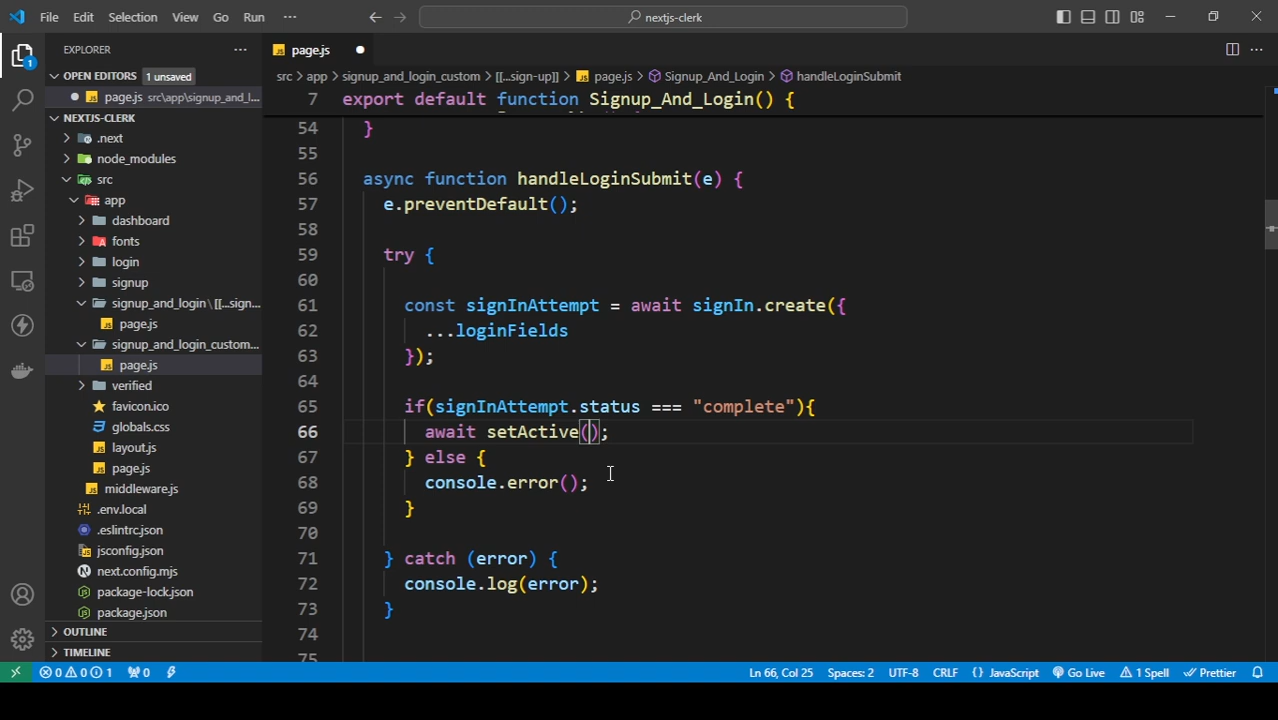 File Edit Selection View Go Run ··· nextjs-clerk
EXPLORER ···
OPEN EDITORS 1 unsaved
page.js src\app\signup_and_l...
NEXTJS-CLERK
.next
node_modules
src
app
dashboard
fonts
login
signup
signup_and_login \ [[...sign...
page.js
signup_and_login_custom...
page.js
verified
favicon.ico
globals.css
layout.js
page.js
middleware.js
.env.local
.eslintrc.json
jsconfig.json
next.config.mjs
package-lock.json
package.json
OUTLINE
TIMELINE
page.js
src > app > signup_and_login_custom > [[...sign-up]] > page.js > Signup_And_Login > handleLoginSubmit
7 export default function Signup_And_Login() {
54 }
55
56 async function handleLoginSubmit(e) {
57 e.preventDefault();
58
59 try {
60
61 const signInAttempt = await signIn.create({
62 ...loginFields
63 });
64
65 if(signInAttempt.status === "complete"){
66 await setActive();
67 } else {
68 console.error();
69 }
70
71 } catch (error) {
72 console.log(error);
73 }
74
75
0 0 1 0 Ln 66, Col 25 Spaces: 2 UTF-8 CRLF {} JavaScript Go Live 1 Spell Prettier